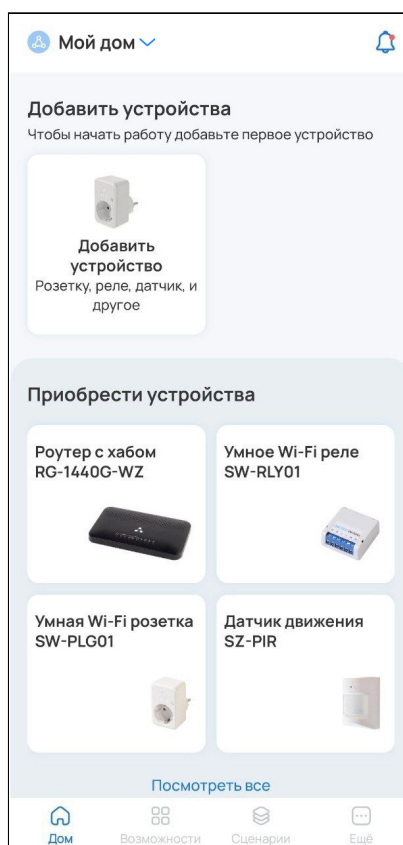 Мой дом
Добавить устройства
Чтобы начать работу добавьте первое устройство
Добавить
устройство
Розетку, реле, датчик, и
другое
Приобрести устройства
Роутер с хабом
RG-1440G-WZ
Умное Wi-Fi реле
SW-RLY01
Умная Wi-Fi розетка
SW-PLG01
Датчик движения
SZ-PIR
Посмотреть все
Дом
Возможности
Сценарии
Ещё